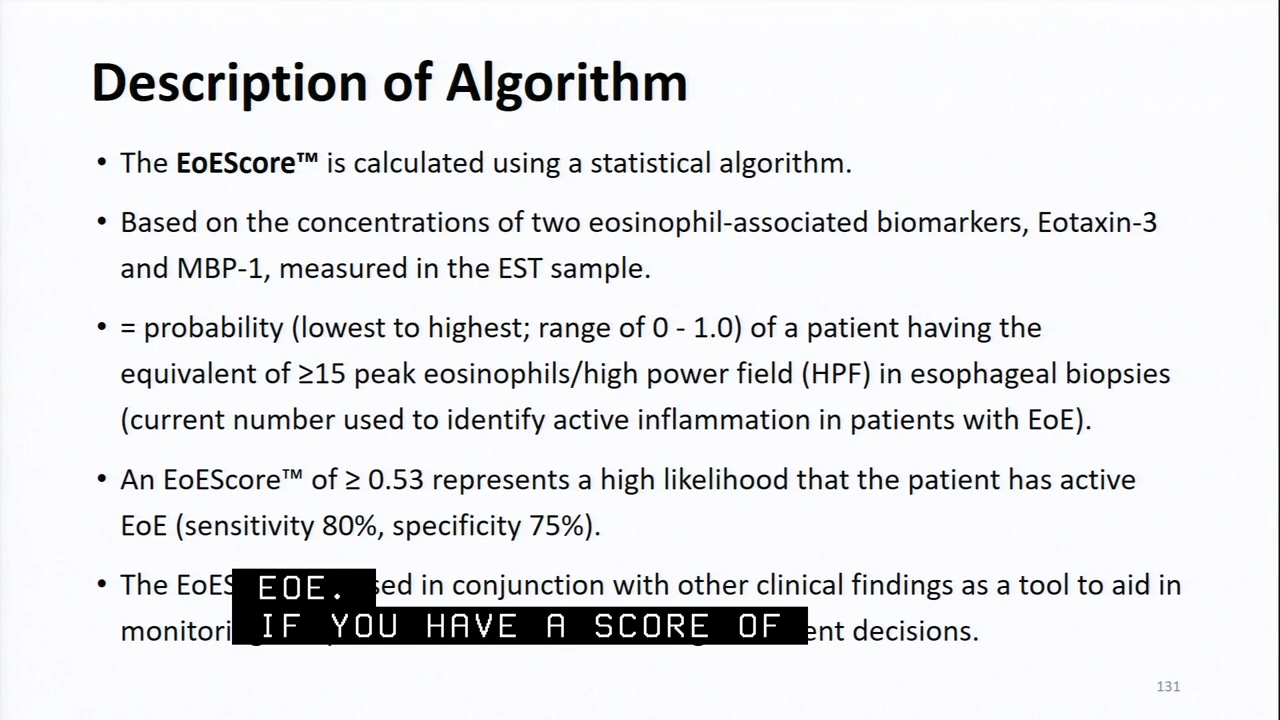 Description of Algorithm
• The EoEScore™ is calculated using a statistical algorithm.
• Based on the concentrations of two eosinophil-associated biomarkers, Eotaxin-3
and MBP-1, measured in the EST sample.
• = probability (lowest to highest; range of 0 - 1.0) of a patient having the
equivalent of ≥15 peak eosinophils/high power field (HPF) in esophageal biopsies
(current number used to identify active inflammation in patients with EoE).
• An EoEScore™ of ≥ 0.53 represents a high likelihood that the patient has active
EoE (sensitivity 80%, specificity 75%).
• The in conjunction with other clinical findings as a tool to aid in
decisions.
EOE.
IF YOU HAVE A SCORE OF
131